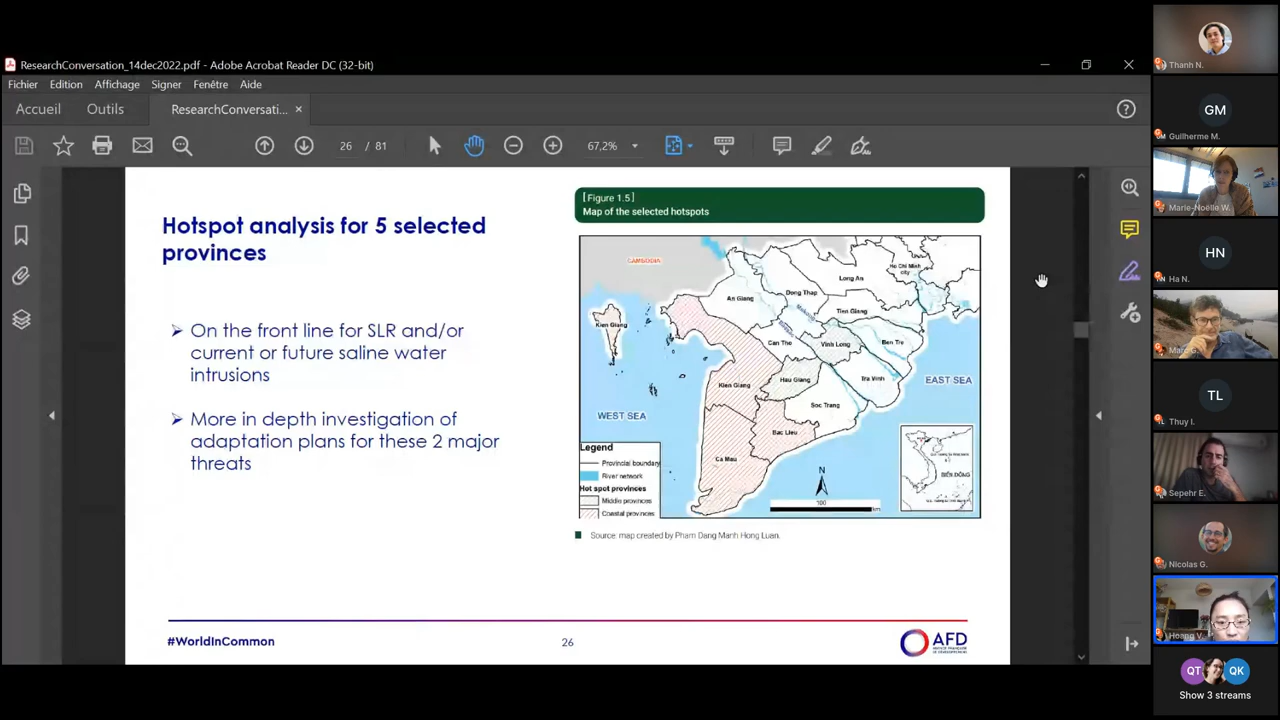 ResearchConversation_14dec2022.pdf - Adobe Acrobat Reader DC (32-bit)
Fichier Edition Affichage Signer Fenêtre Aide
Accueil Outils ResearchConversati... ×
26 / 81 67,2%
Hotspot analysis for 5 selected
provinces
➢ On the front line for SLR and/or
current or future saline water
intrusions
➢ More in depth investigation of
adaptation plans for these 2 major
threats
[ Figure 1.5 ]
Map of the selected hotspots
CAMBODIA
Long An
Ho Chi Minh
city
Dong Thap
An Giang
Tien Giang
Kien Giang
Can Tho
Vinh Long
Ben Tre
Hau Giang
Tra Vinh
Kien Giang
EAST SEA
Soc Trang
WEST SEA
Bac Lieu
Ca Mau
Legend
Provincial boundary
River network
Hot spot provinces
Middle provinces
Coastal provinces
N
100
km
BIỂN ĐÔNG
Source: map created by Pham Dang Manh Hong Luan.
#WorldInCommon
26
AFD
Thanh N.
GM
Guilherme M.
Marie-Noëlle W.
HN
Ha N.
Marc G.
TL
Thuy l.
Sepehr E.
Nicolas G.
Hoang V.
QT QK
Show 3 streams